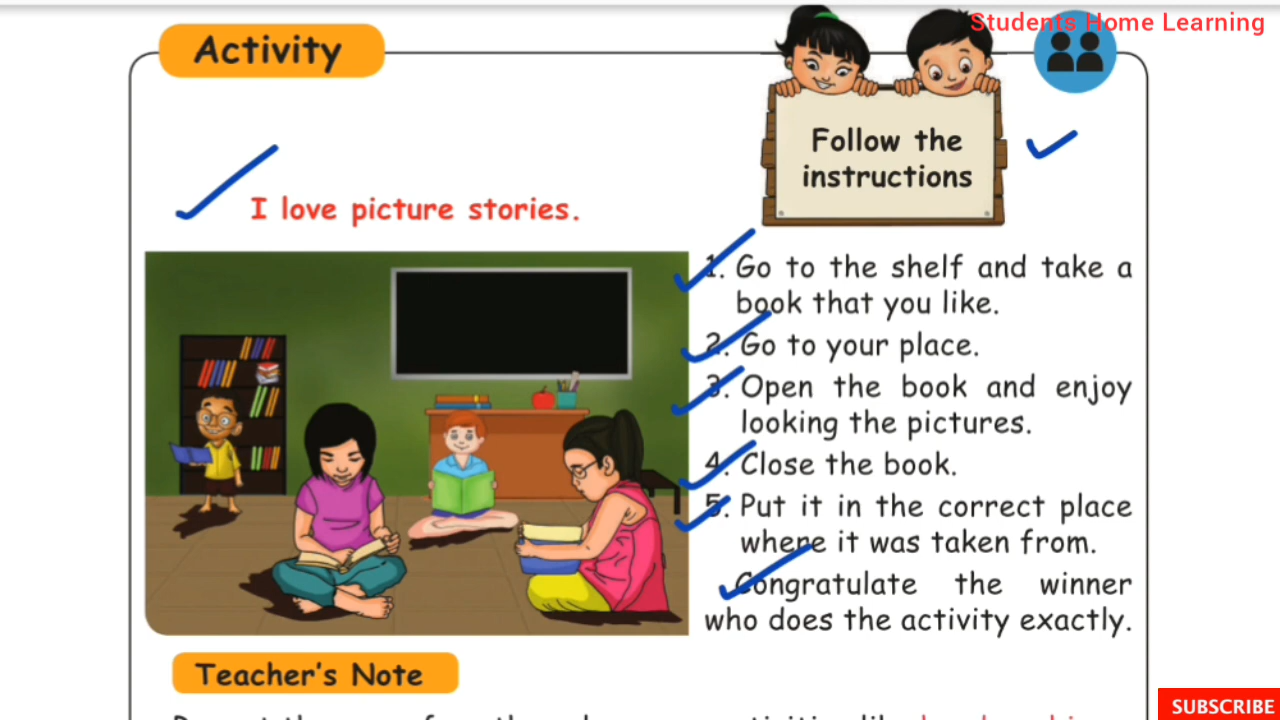 Students Home Learning
Activity
Follow the
instructions
I love picture stories.
1. Go to the shelf and take a
book that you like.
2. Go to your place.
3. Open the book and enjoy
looking the pictures.
4. Close the book.
5. Put it in the correct place
where it was taken from.
Congratulate the winner
who does the activity exactly.
Teacher's Note
SUBSCRIBE